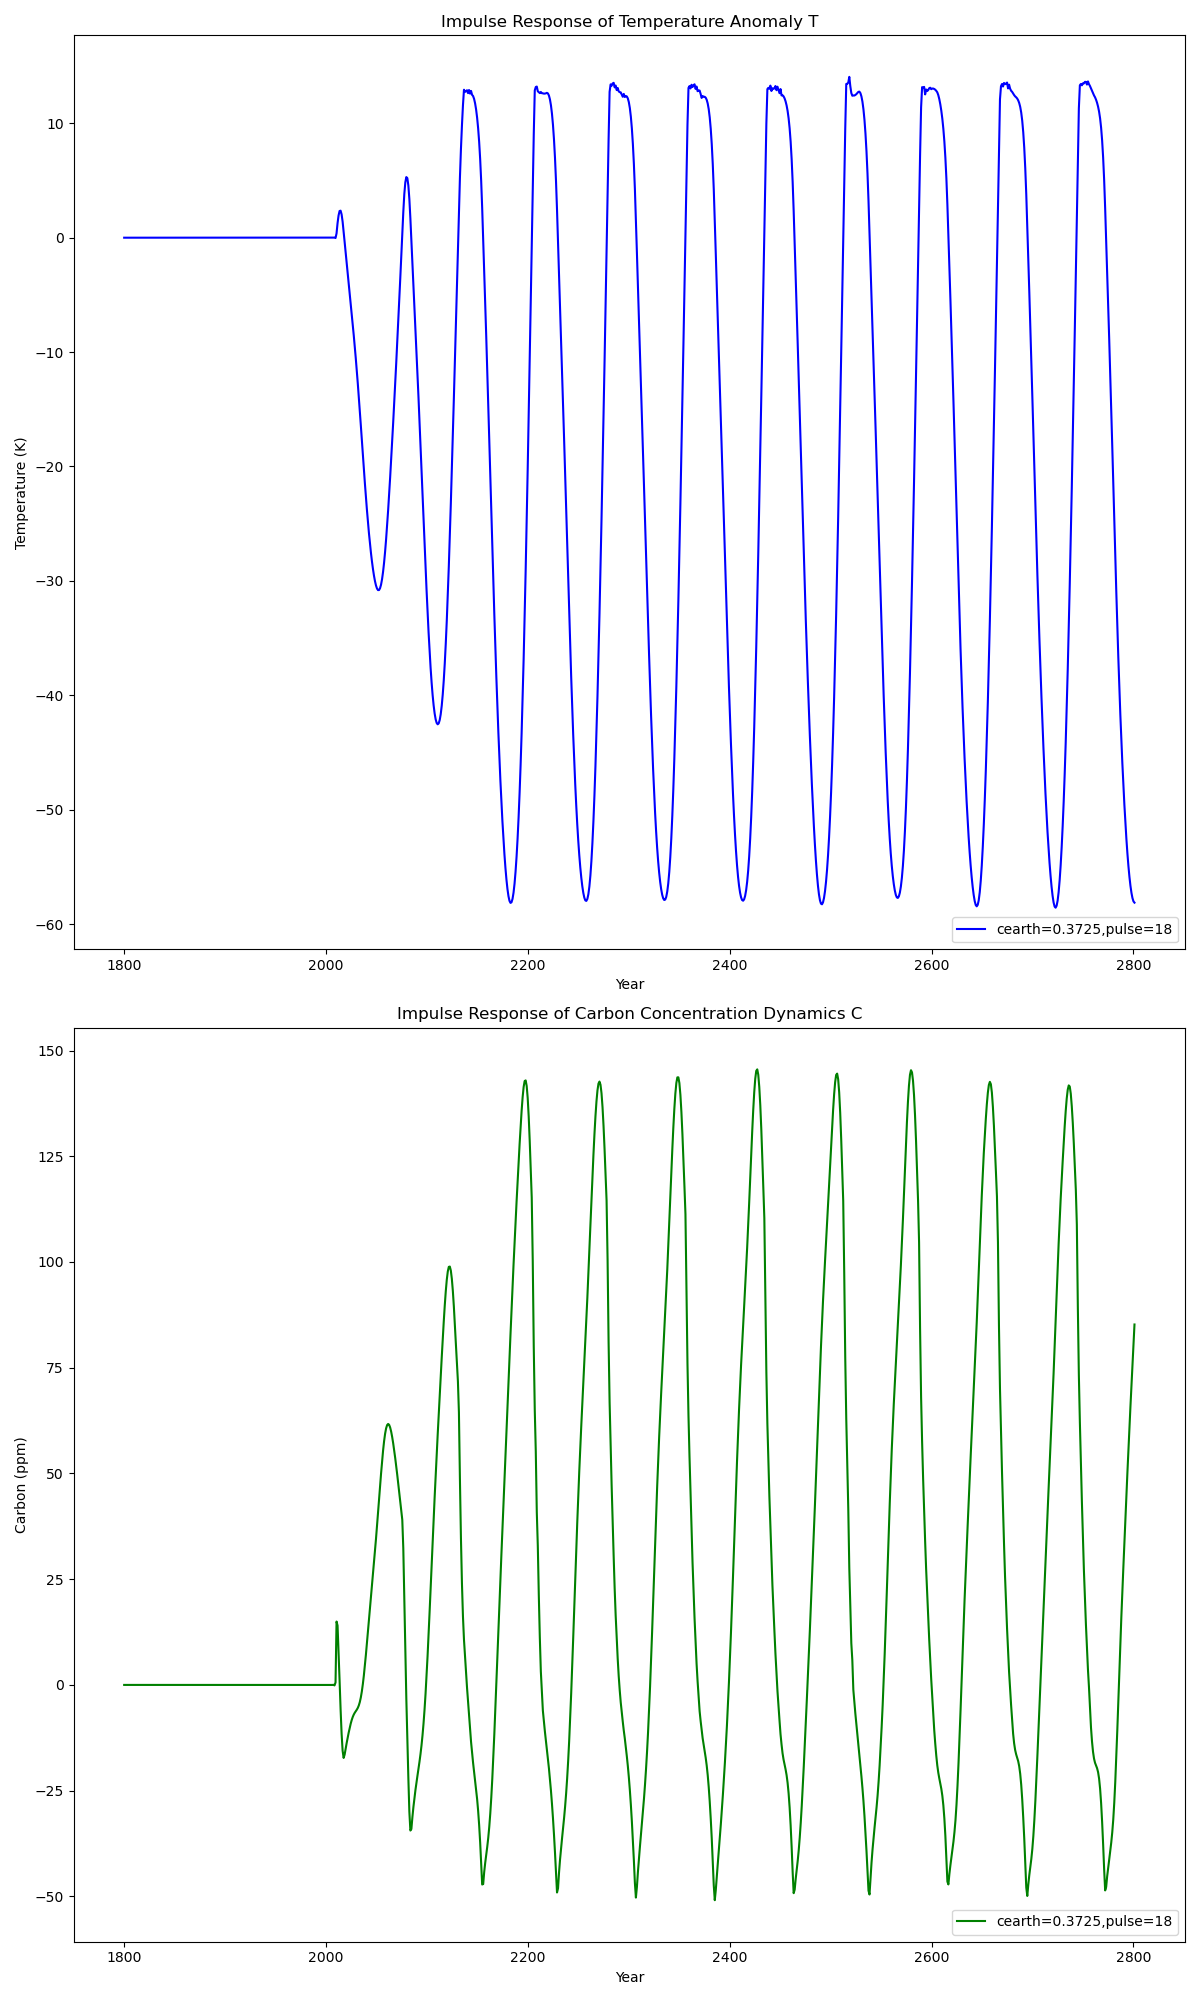 Impulse Response of Temperature Anomaly T
Temperature (K)
10
0
−10
−20
−30
−40
−50
−60
cearth=0.3725,pulse=18
1800 2000 2200 2400 2600 2800
Year
Impulse Response of Carbon Concentration Dynamics C
Carbon (ppm)
150
125
100
75
50
25
0
−25
−50
cearth=0.3725,pulse=18
1800 2000 2200 2400 2600 2800
Year